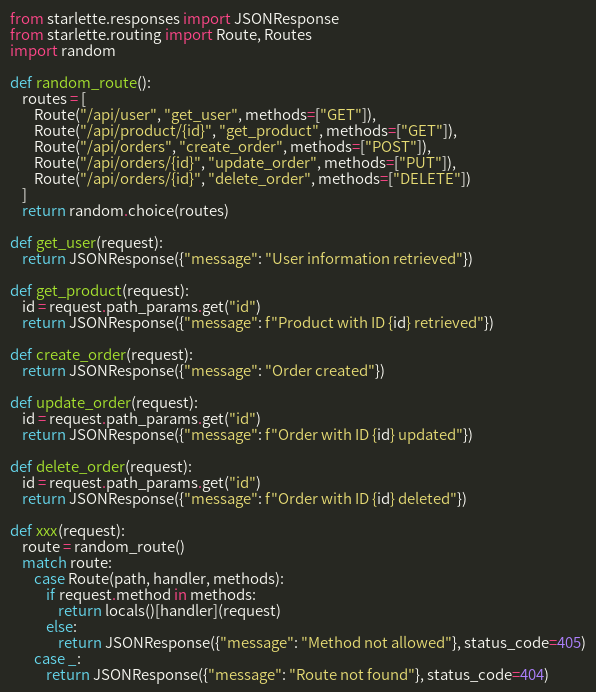 from starlette.responses import JSONResponse
from starlette.routing import Route, Routes
import random

def random_route():
    routes = [
        Route("/api/user", "get_user", methods=["GET"]),
        Route("/api/product/{id}", "get_product", methods=["GET"]),
        Route("/api/orders", "create_order", methods=["POST"]),
        Route("/api/orders/{id}", "update_order", methods=["PUT"]),
        Route("/api/orders/{id}", "delete_order", methods=["DELETE"])
    ]
    return random.choice(routes)

def get_user(request):
    return JSONResponse({"message": "User information retrieved"})

def get_product(request):
    id = request.path_params.get("id")
    return JSONResponse({"message": f"Product with ID {id} retrieved"})

def create_order(request):
    return JSONResponse({"message": "Order created"})

def update_order(request):
    id = request.path_params.get("id")
    return JSONResponse({"message": f"Order with ID {id} updated"})

def delete_order(request):
    id = request.path_params.get("id")
    return JSONResponse({"message": f"Order with ID {id} deleted"})

def xxx(request):
    route = random_route()
    match route:
        case Route(path, handler, methods):
            if request.method in methods:
                return locals()[handler](request)
            else:
                return JSONResponse({"message": "Method not allowed"}, status_code=405)
        case _:
            return JSONResponse({"message": "Route not found"}, status_code=404)